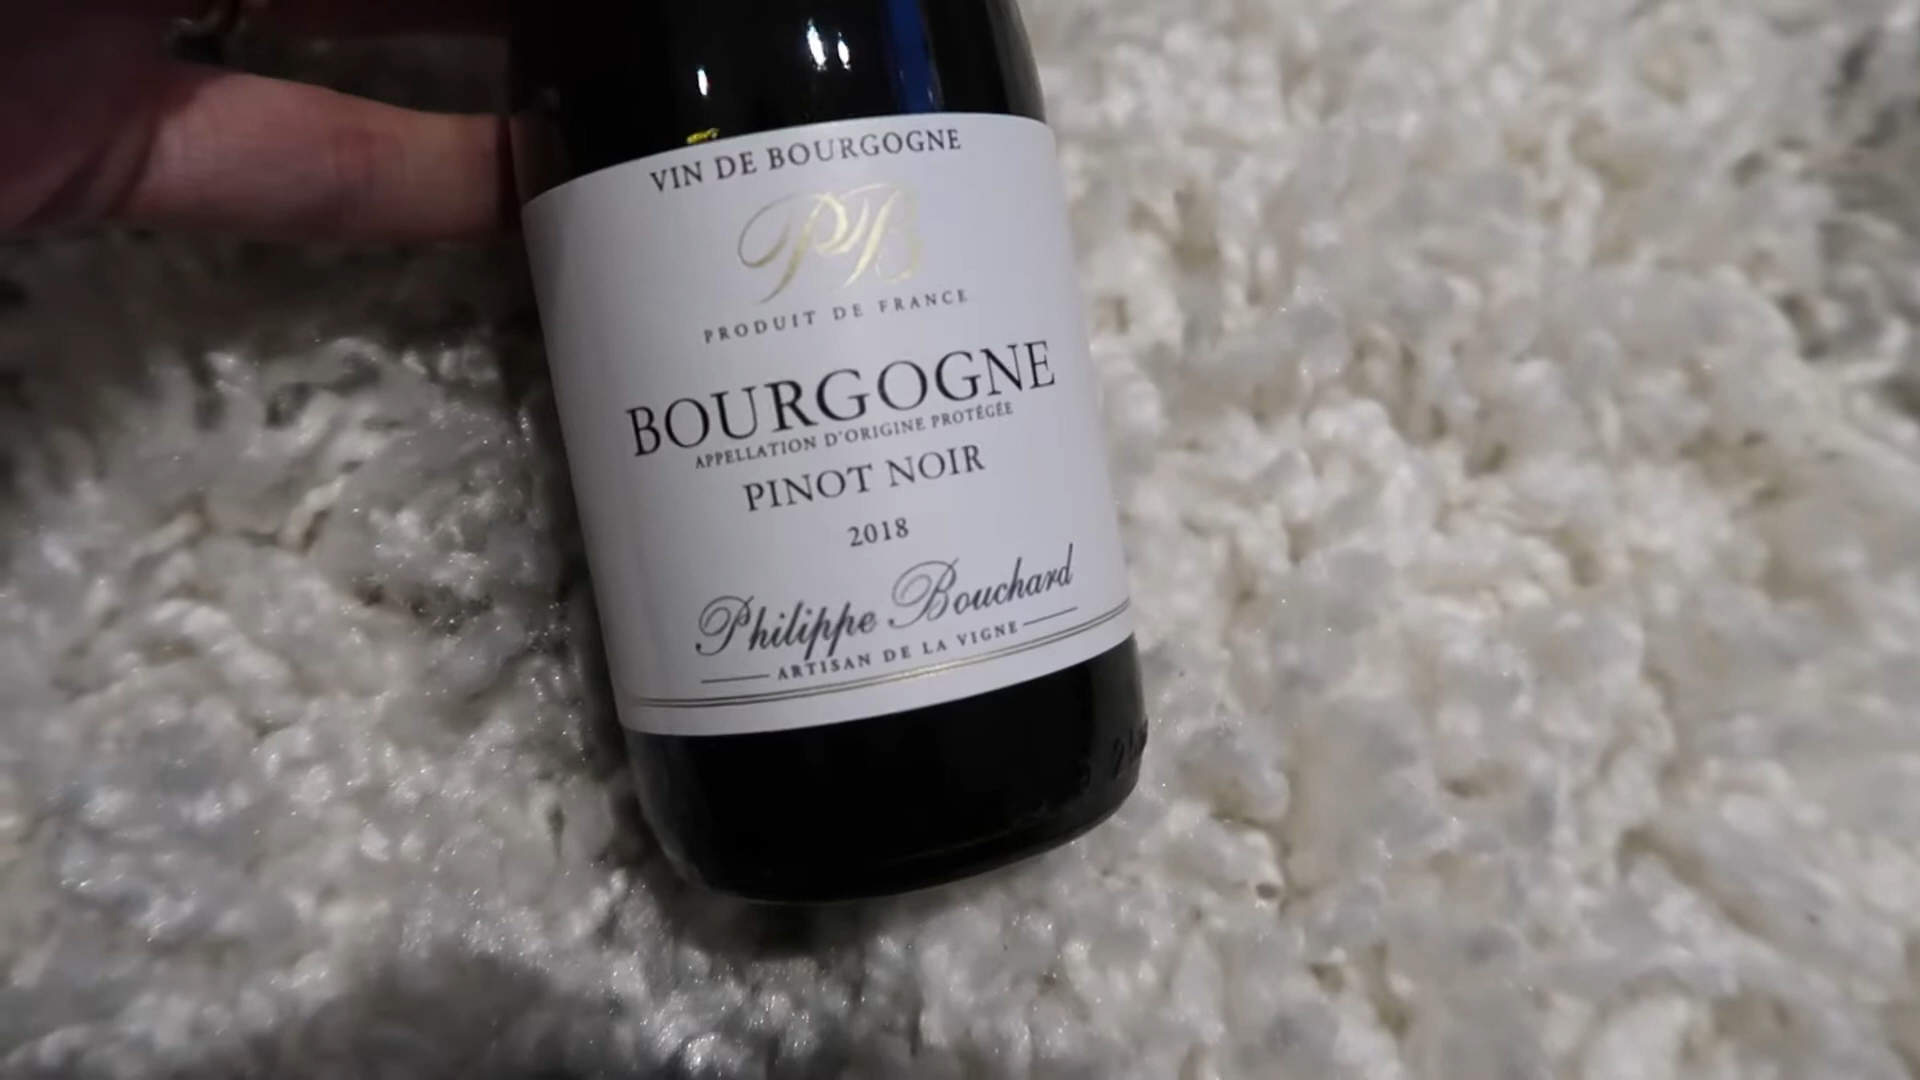 VIN DE BOURGOGNE
PB
PRODUIT DE FRANCE
BOURGOGNE
APPELLATION D'ORIGINE PROTÉGÉE
PINOT NOIR
2018
Philippe Bouchard
ARTISAN DE LA VIGNE